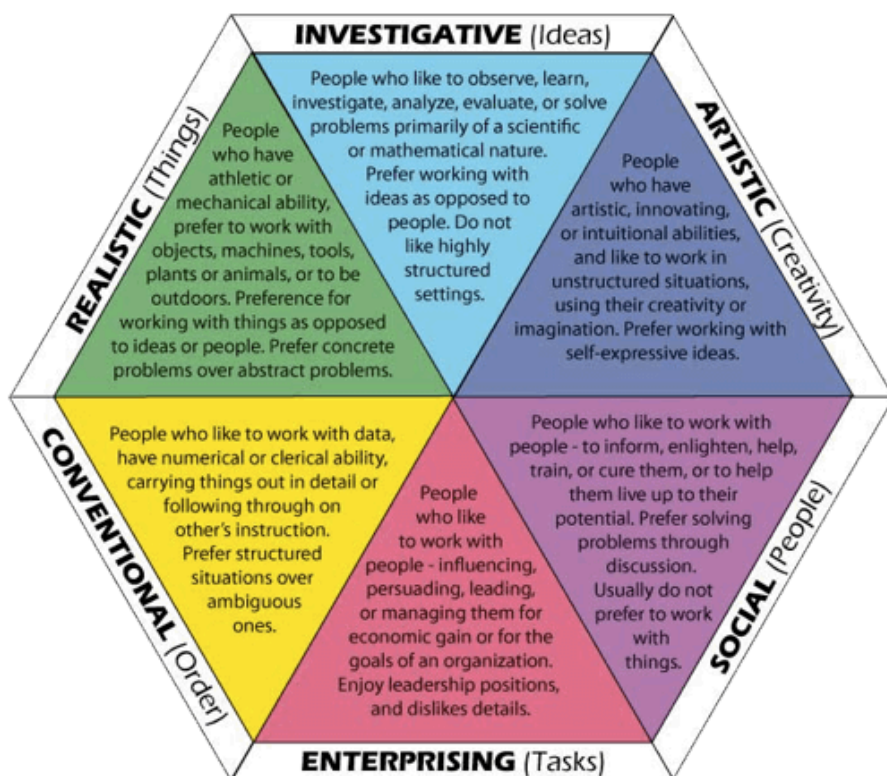 INVESTIGATIVE (Ideas)
People who like to observe, learn,
investigate, analyze, evaluate, or solve
problems primarily of a scientific
or mathematical nature.
Prefer working with
ideas as opposed to
people. Do not
like highly
structured
settings.
ARTISTIC (Creativity)
People
who have
artistic, innovating,
or intuitional abilities,
and like to work in
unstructured situations,
using their creativity or
imagination. Prefer working with
self-expressive ideas.
SOCIAL (People)
People who like to work with
people - to inform, enlighten, help,
train, or cure them, or to help
them live up to their
potential. Prefer solving
problems through
discussion.
Usually do not
prefer to work
with
things.
ENTERPRISING (Tasks)
People
who like
to work with
people - influencing,
persuading, leading,
or managing them for
economic gain or for the
goals of an organization.
Enjoy leadership positions,
and dislikes details.
CONVENTIONAL (Order)
People who like to work with data,
have numerical or clerical ability,
carrying things out in detail or
following through on
other's instruction.
Prefer structured
situations over
ambiguous
ones.
REALISTIC (Things)
People
who have
athletic or
mechanical ability,
prefer to work with
objects, machines, tools,
plants or animals, or to be
outdoors. Preference for
working with things as opposed
to ideas or people. Prefer concrete
problems over abstract problems.